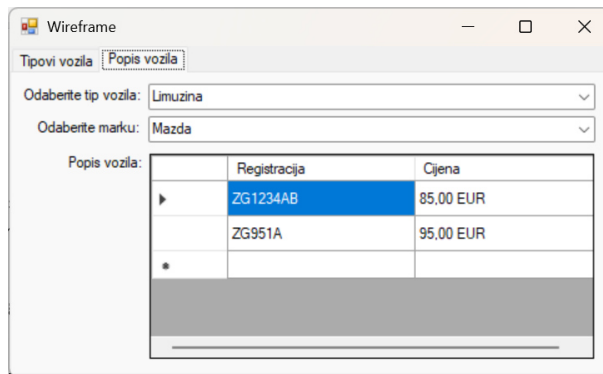 Wireframe
Tipovi vozila Popis vozila
Odaberite tip vozila: Limuzina
Odaberite marku: Mazda
Popis vozila:
Registracija Cijena
ZG1234AB 85,00 EUR
ZG951A 95,00 EUR